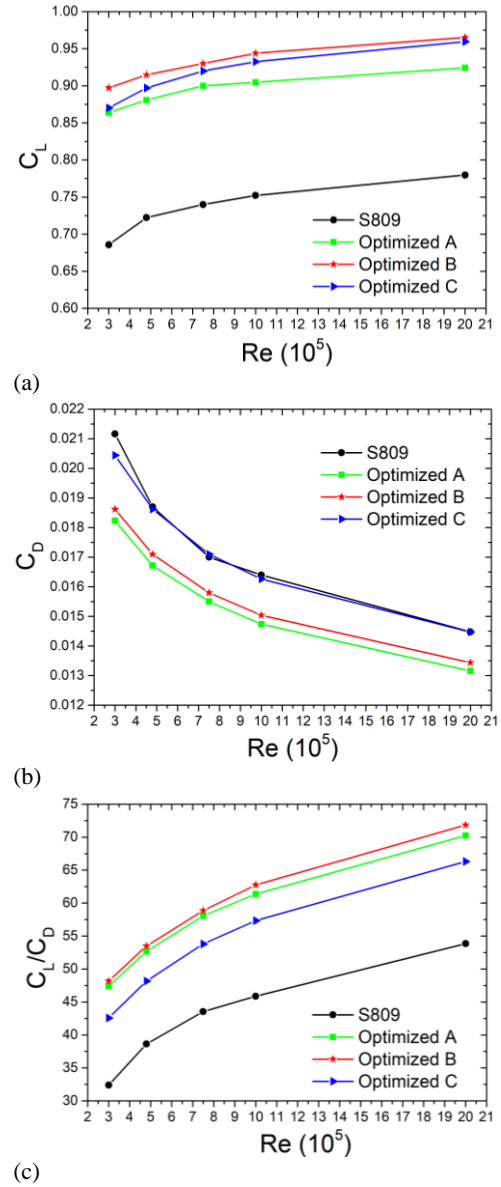 1.00
0.95
0.90
0.85
0.80
0.75
0.70
0.65
0.60
C_L
S809
Optimized A
Optimized B
Optimized C
2 3 4 5 6 7 8 9 10 11 12 13 14 15 16 17 18 19 20 21
Re (10^5)
(a)
0.022
0.021
0.020
0.019
0.018
0.017
0.016
0.015
0.014
0.013
0.012
C_D
S809
Optimized A
Optimized B
Optimized C
2 3 4 5 6 7 8 9 10 11 12 13 14 15 16 17 18 19 20 21
Re (10^5)
(b)
75
70
65
60
55
50
45
40
35
30
C_L/C_D
S809
Optimized A
Optimized B
Optimized C
2 3 4 5 6 7 8 9 10 11 12 13 14 15 16 17 18 19 20 21
Re (10^5)
(c)